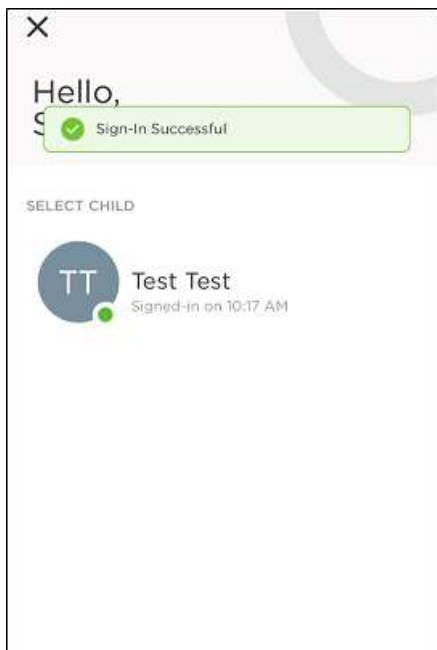 Hello,
Sign-In Successful
SELECT CHILD
TT
Test Test
Signed-in on 10:17 AM